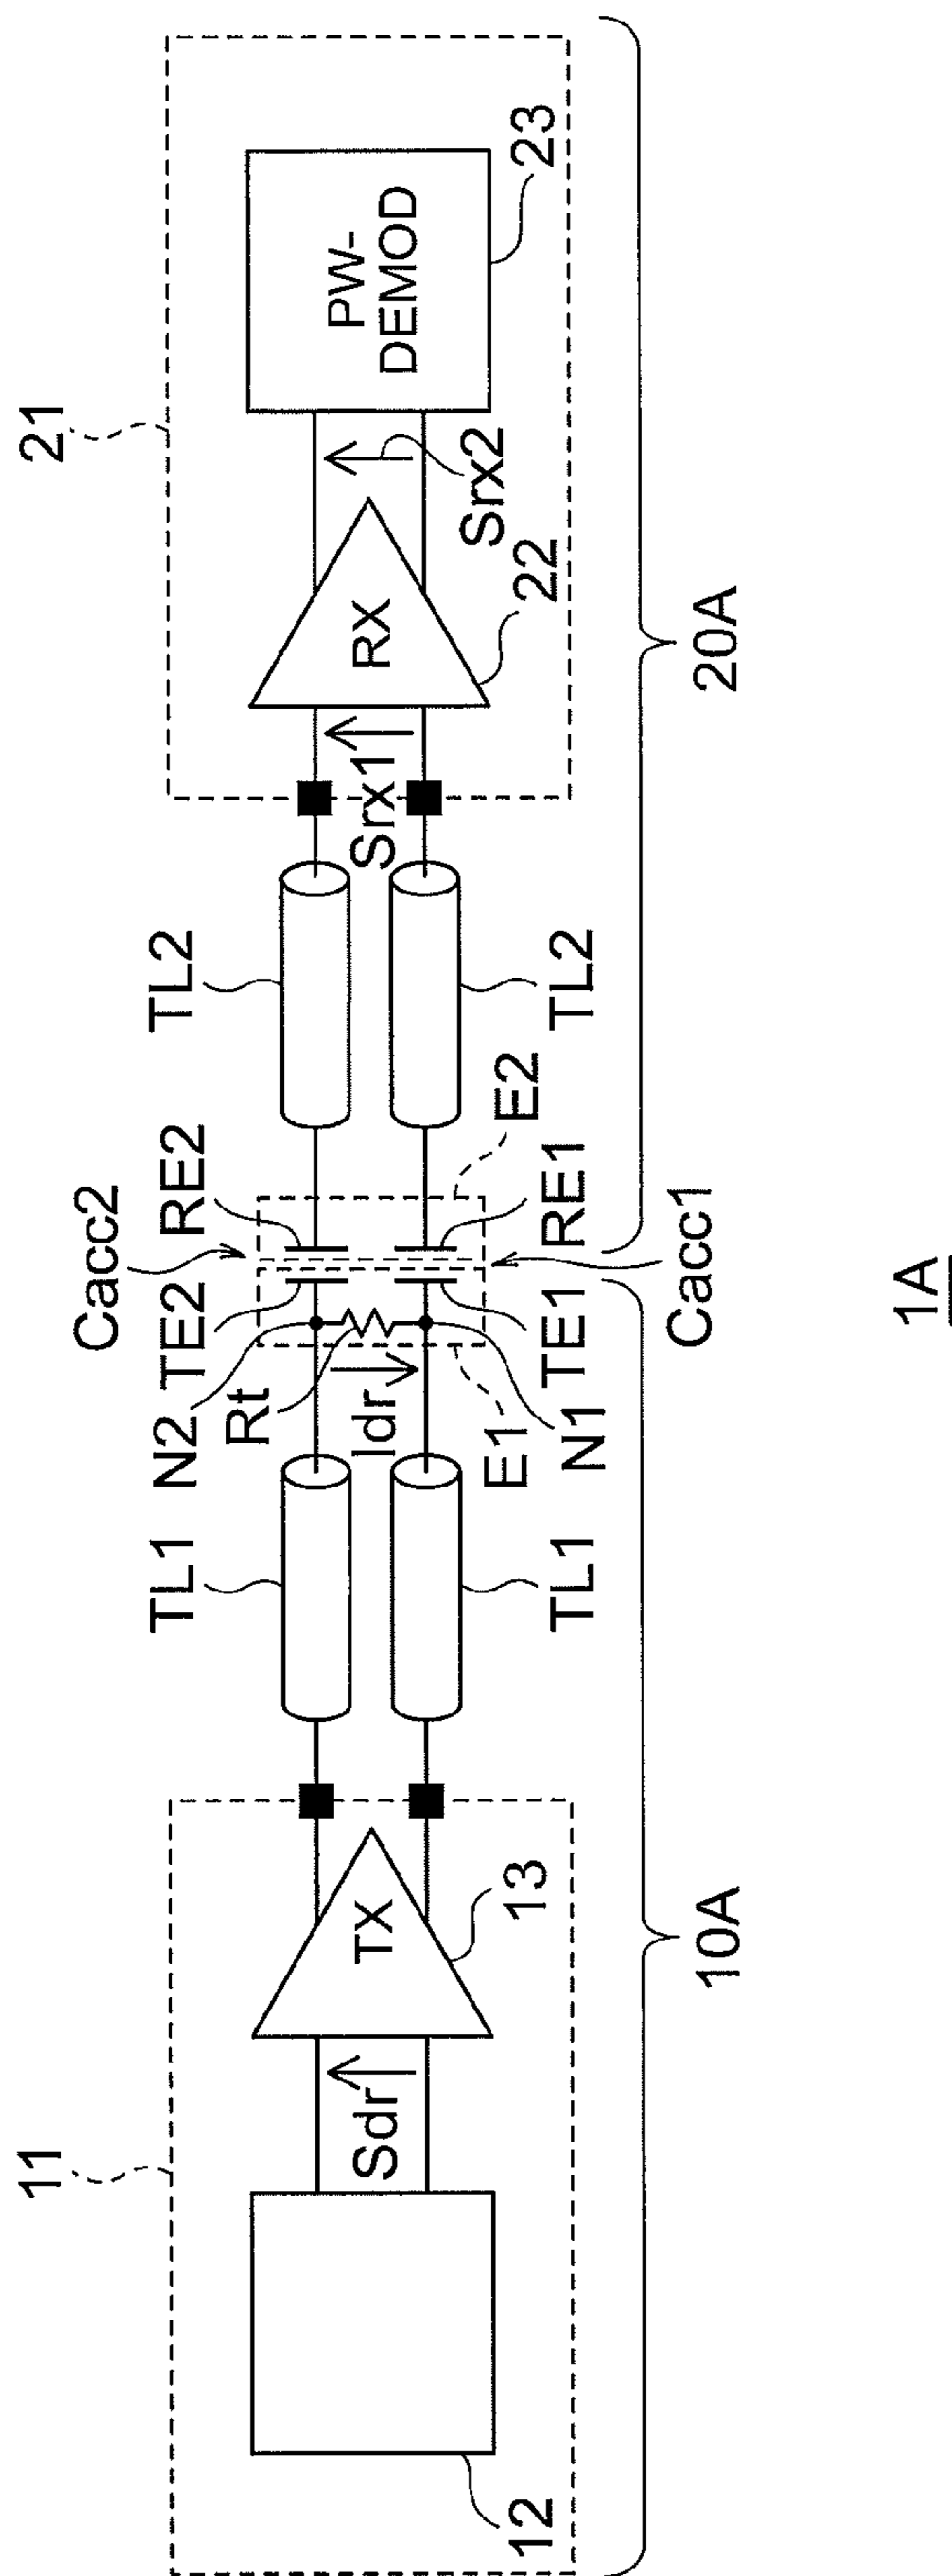 11
12
Sdr
TX
13
TL1
TL1
10A
N2
Rt
Idr
E1
N1
TE2
TE1
Cacc2
Cacc1
RE2
RE1
E2
TL2
TL2
Srx1
RX
22
Srx2
21
PW-
DEMOD
23
20A
1A